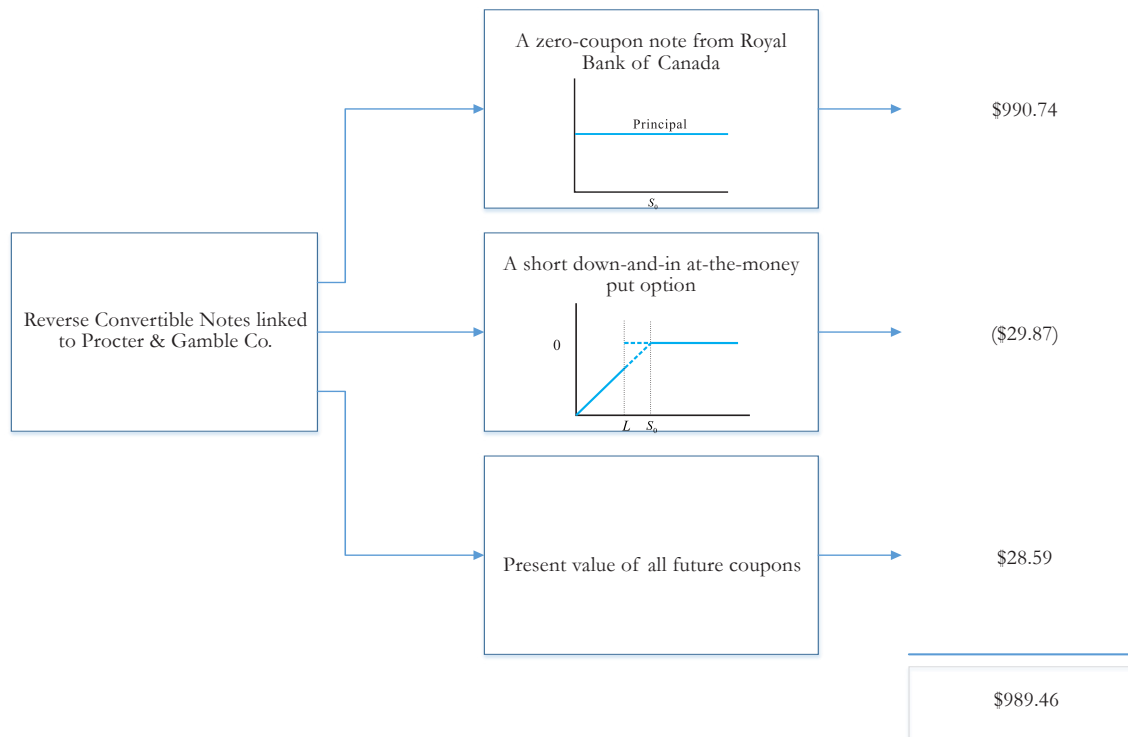 Reverse Convertible Notes linked
to Procter & Gamble Co.
A zero-coupon note from Royal
Bank of Canada
Principal
S₀
$990.74
A short down-and-in at-the-money
put option
0
L S₀
($29.87)
Present value of all future coupons
$28.59
$989.46